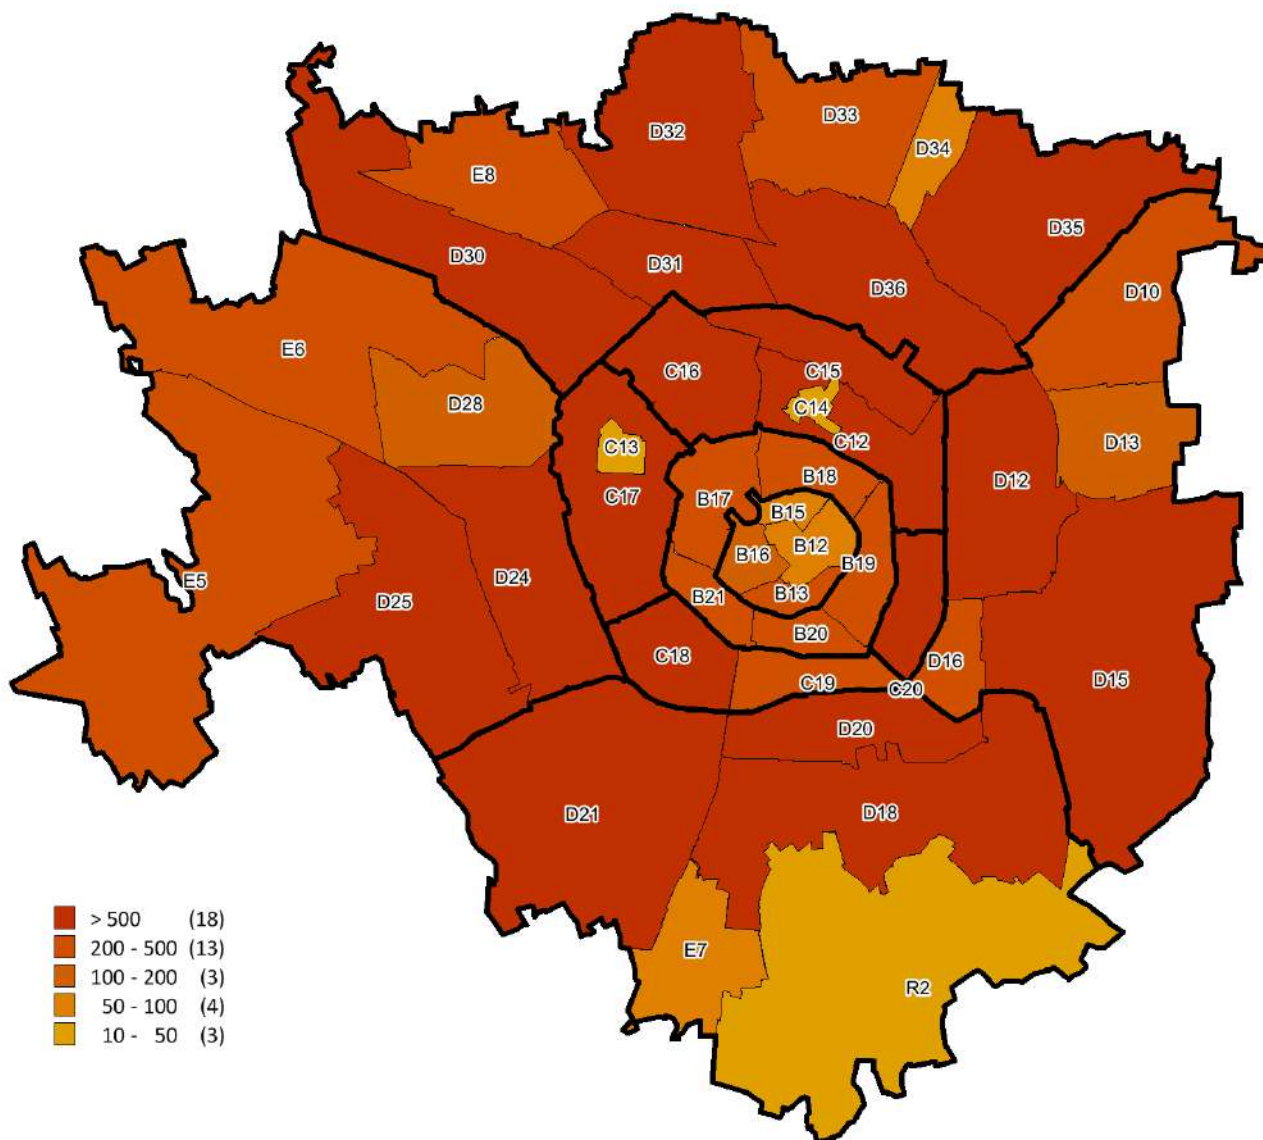 D32
D33
D34
E8
D35
D30
D31
D36
D10
E6
C16
C15
D28
C14
C13
C12
D13
B18
D12
B17
C17
B15
B12
B16
B19
E5
D24
B13
B21
D25
B20
C18
D16
C19
C20
D15
D20
D21
D18
> 500 (18)
200 - 500 (13)
100 - 200 (3)
50 - 100 (4)
10 - 50 (3)
E7
R2